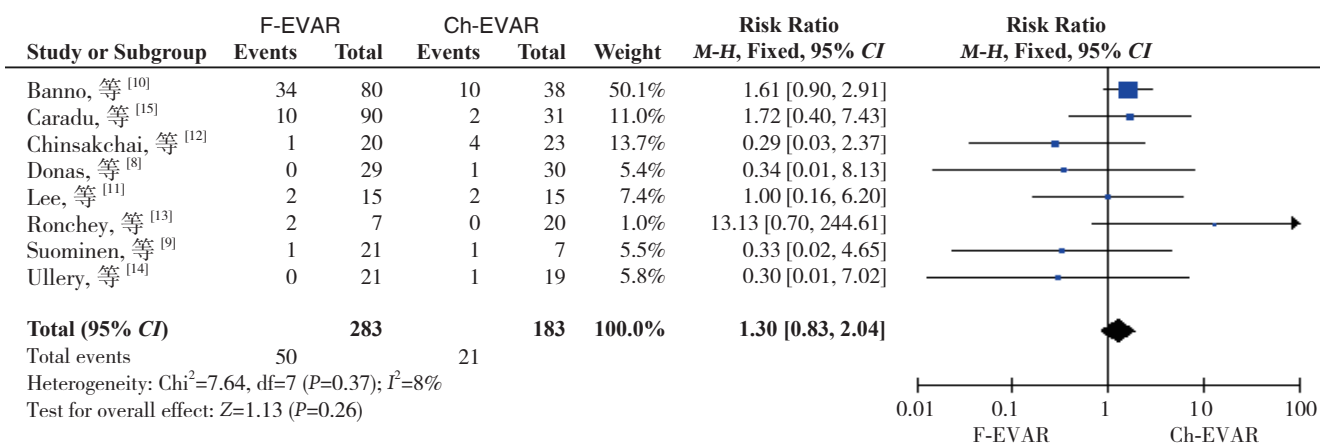 F-EVAR Ch-EVAR Risk Ratio Risk Ratio
Study or Subgroup Events Total Events Total Weight M-H, Fixed, 95% CI M-H, Fixed, 95% CI
Banno, 等 [10] 34 80 10 38 50.1% 1.61 [0.90, 2.91]
Caradu, 等 [15] 10 90 2 31 11.0% 1.72 [0.40, 7.43]
Chinsakchai, 等 [12] 1 20 4 23 13.7% 0.29 [0.03, 2.37]
Donas, 等 [8] 0 29 1 30 5.4% 0.34 [0.01, 8.13]
Lee, 等 [11] 2 15 2 15 7.4% 1.00 [0.16, 6.20]
Ronchey, 等 [13] 2 7 0 20 1.0% 13.13 [0.70, 244.61]
Suominen, 等 [9] 1 21 1 7 5.5% 0.33 [0.02, 4.65]
Ullery, 等 [14] 0 21 1 19 5.8% 0.30 [0.01, 7.02]
Total (95% CI) 283 183 100.0% 1.30 [0.83, 2.04]
Total events 50 21
Heterogeneity: Chi²=7.64, df=7 (P=0.37); I²=8%
Test for overall effect: Z=1.13 (P=0.26)
0.01 0.1 1 10 100
F-EVAR Ch-EVAR